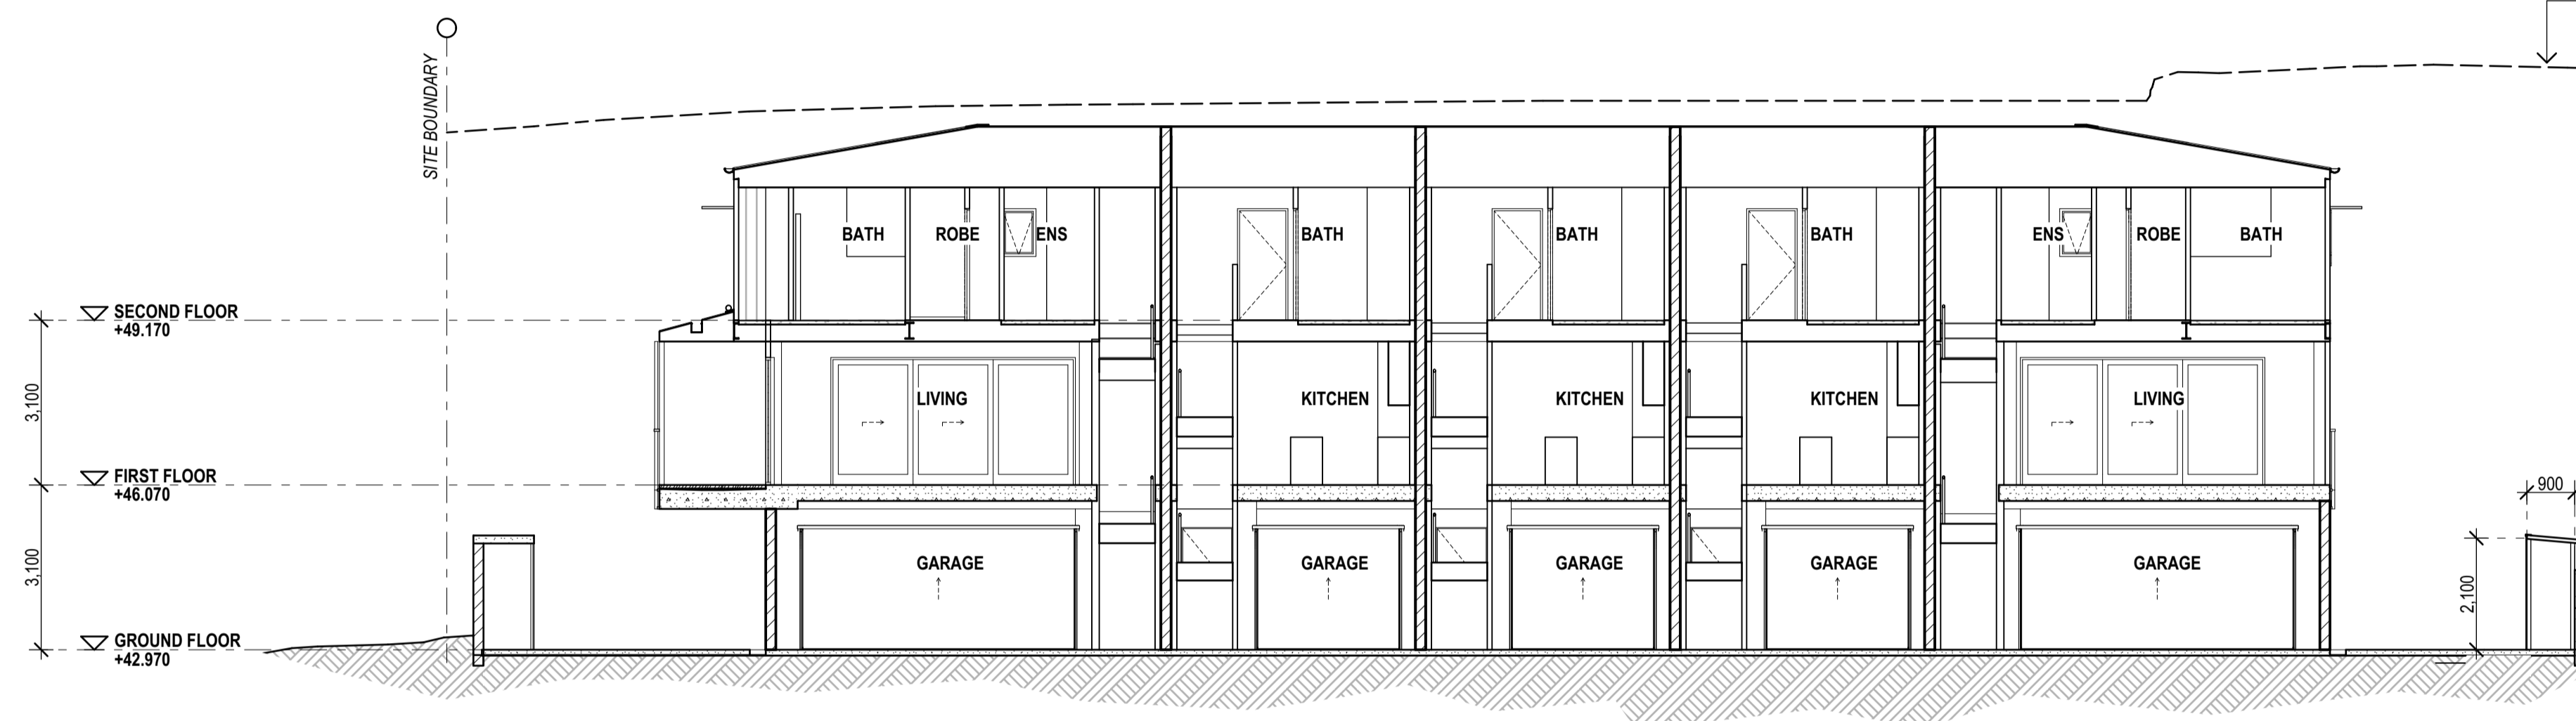 SITE BOUNDARY
BATH
ROBE
ENS
BATH
BATH
BATH
ENS
ROBE
BATH
SECOND FLOOR
+49.170
3,100
LIVING
KITCHEN
KITCHEN
KITCHEN
LIVING
FIRST FLOOR
+46.070
900
3,100
GARAGE
GARAGE
GARAGE
GARAGE
GARAGE
2,100
GROUND FLOOR
+42.970